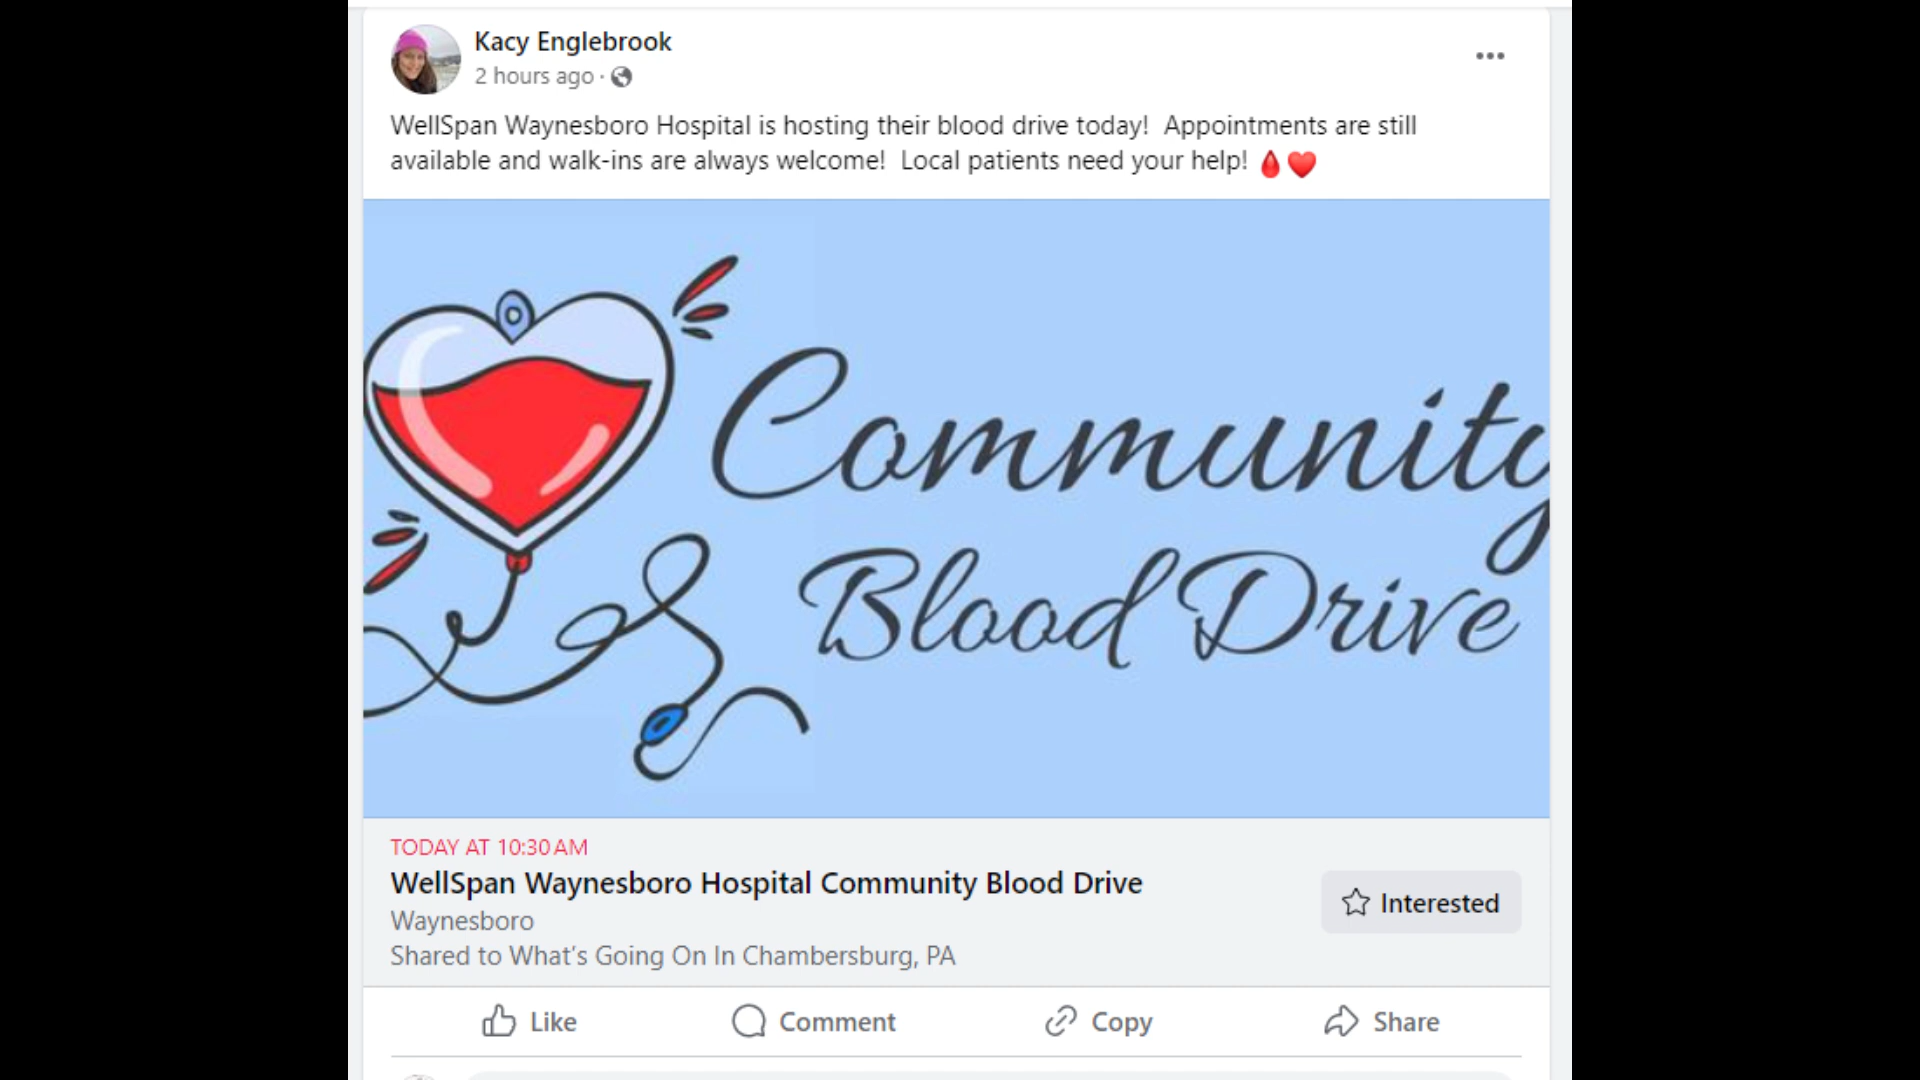 Kacy Englebrook
2 hours ago ·
WellSpan Waynesboro Hospital is hosting their blood drive today! Appointments are still
available and walk-ins are always welcome! Local patients need your help! 🩸❤️
Community
Blood Drive
TODAY AT 10:30 AM
WellSpan Waynesboro Hospital Community Blood Drive
Interested
Waynesboro
Shared to What's Going On In Chambersburg, PA
Like Comment Copy Share